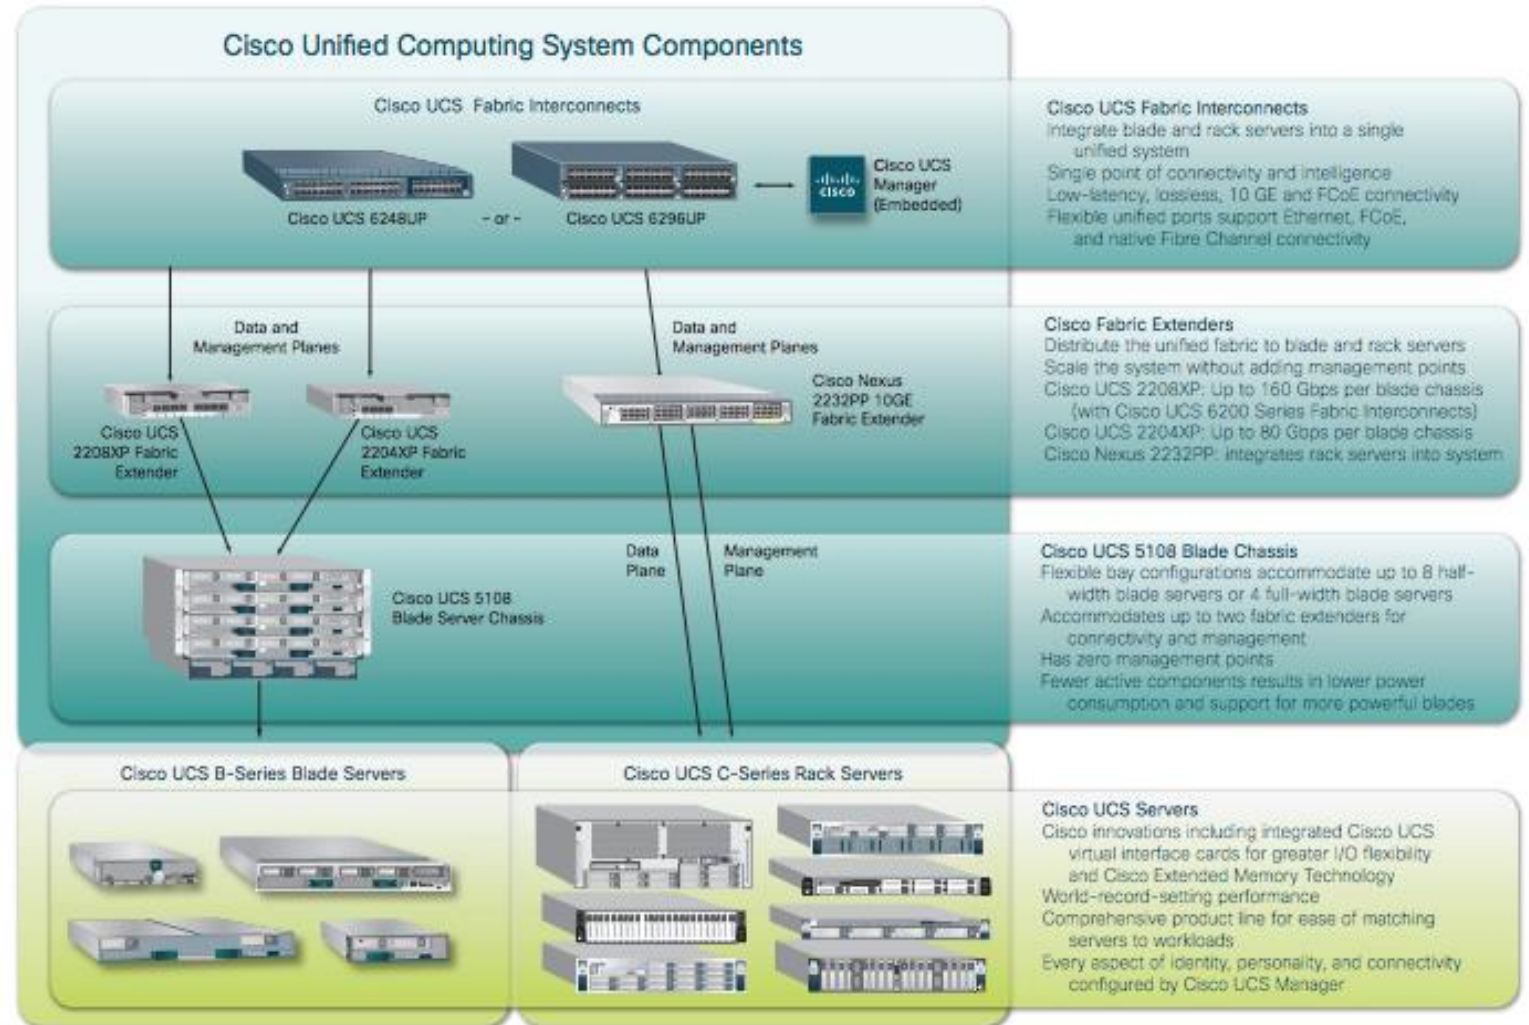 Cisco Unified Computing System Components
Cisco UCS Fabric Interconnects
Cisco UCS 6248UP
- or -
Cisco UCS 6296UP
CISCO
Cisco UCS
Manager
(Embedded)
Cisco UCS Fabric Interconnects
Integrate blade and rack servers into a single
unified system
Single point of connectivity and intelligence
Low-latency, lossless, 10 GE and FCoE connectivity
Flexible unified ports support Ethernet, FCoE,
and native Fibre Channel connectivity
Data and
Management Planes
Data and
Management Planes
Cisco UCS
2208XP Fabric
Extender
Cisco UCS
2204XP Fabric
Extender
Cisco Nexus
2232PP 10GE
Fabric Extender
Cisco Fabric Extenders
Distribute the unified fabric to blade and rack servers
Scale the system without adding management points
Cisco UCS 2208XP: Up to 160 Gbps per blade chassis
(with Cisco UCS 6200 Series Fabric Interconnects)
Cisco UCS 2204XP: Up to 80 Gbps per blade chassis
Cisco Nexus 2232PP: integrates rack servers into system
Cisco UCS 5108
Blade Server Chassis
Data
Plane
Management
Plane
Cisco UCS 5108 Blade Chassis
Flexible bay configurations accommodate up to 8 half-
width blade servers or 4 full-width blade servers
Accommodates up to two fabric extenders for
connectivity and management
Has zero management points
Fewer active components results in lower power
consumption and support for more powerful blades
Cisco UCS B-Series Blade Servers
Cisco UCS C-Series Rack Servers
Cisco UCS Servers
Cisco innovations including integrated Cisco UCS
virtual interface cards for greater I/O flexibility
and Cisco Extended Memory Technology
World-record-setting performance
Comprehensive product line for ease of matching
servers to workloads
Every aspect of identity, personality, and connectivity
configured by Cisco UCS Manager